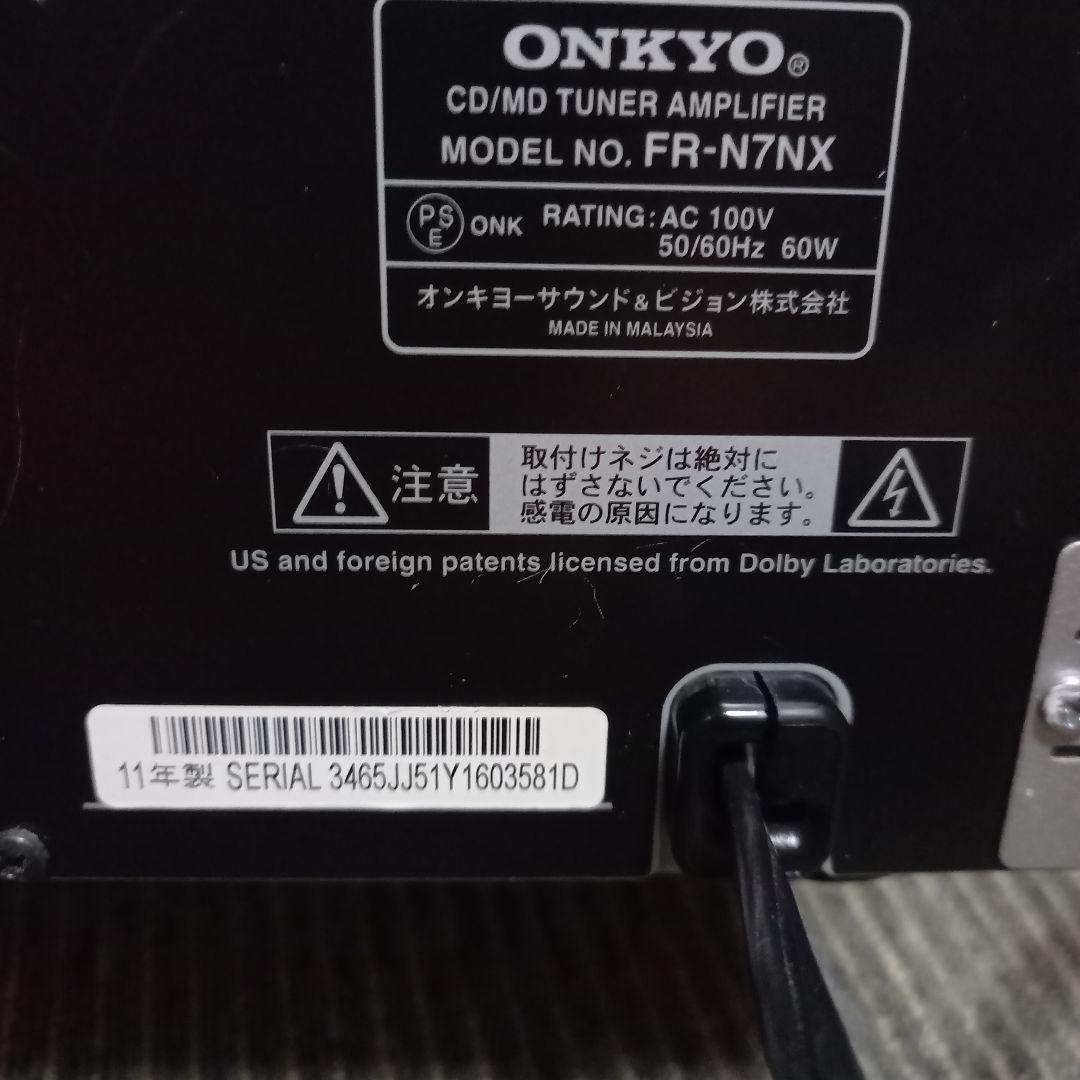 ONKYO®
CD/MD TUNER AMPLIFIER
MODEL NO. FR-N7NX
PSE ONK RATING: AC 100V
50/60Hz 60W
オンキヨーサウンド&ビジョン株式会社
MADE IN MALAYSIA
注意
取付けネジは絶対に
はずさないでください。
感電の原因になります。
US and foreign patents licensed from Dolby Laboratories.
11年製 SERIAL 3465JJ51Y1603581D